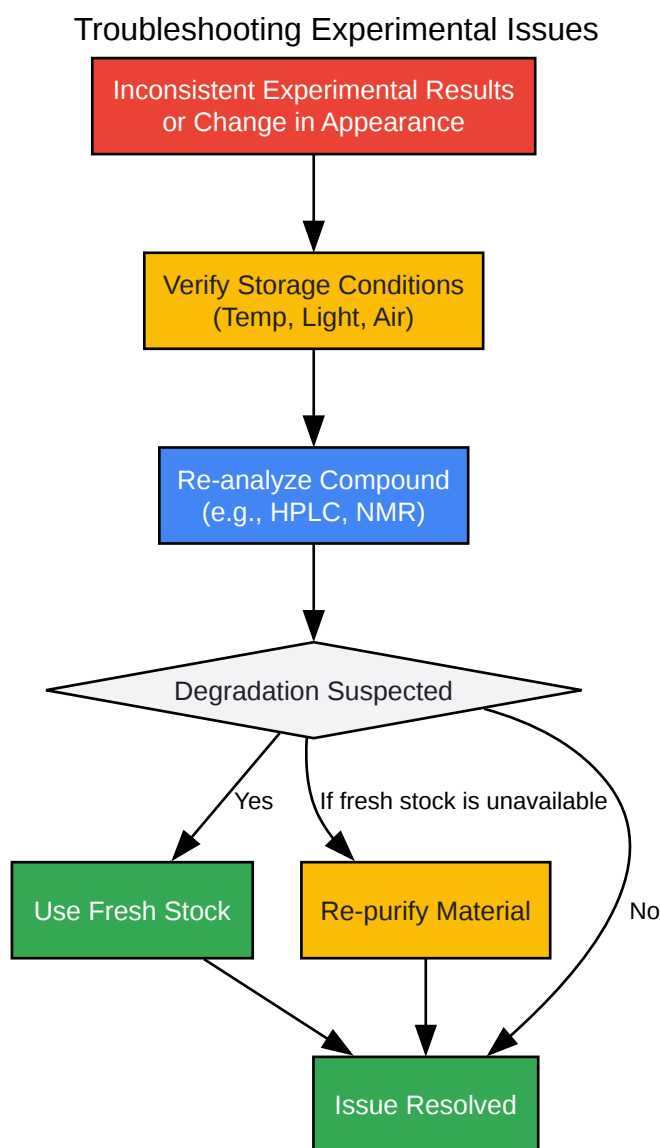 Troubleshooting Experimental Issues
Inconsistent Experimental Results
or Change in Appearance
Verify Storage Conditions
(Temp, Light, Air)
Re-analyze Compound
(e.g., HPLC, NMR)
Degradation Suspected
Yes
If fresh stock is unavailable
Use Fresh Stock
Re-purify Material
No
Issue Resolved